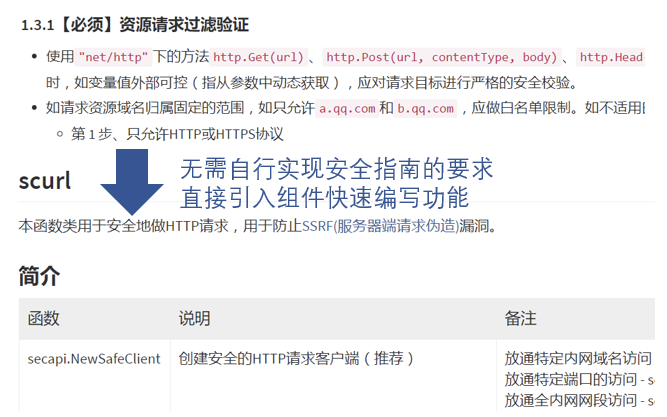 1.3.1【必须】资源请求过滤验证
使用 "net/http" 下的方法 http.Get(url) 、 http.Post(url, contentType, body) 、 http.Head
时，如变量值外部可控（指从参数中动态获取），应对请求目标进行严格的安全校验。
如请求资源域名归属固定的范围，如只允许 a.qq.com 和 b.qq.com ，应做白名单限制。如不适用
第 1 步、只允许HTTP或HTTPS协议
无需自行实现安全指南的要求
直接引入组件快速编写功能
scurl
本函数类用于安全地做HTTP请求，用于防止SSRF(服务器端请求伪造)漏洞。
简介
函数 说明 备注
secapi.NewSafeClient 创建安全的HTTP请求客户端（推荐） 放通特定内网域名访问
放通特定端口的访问 - s
放通全内网网段访问 - s